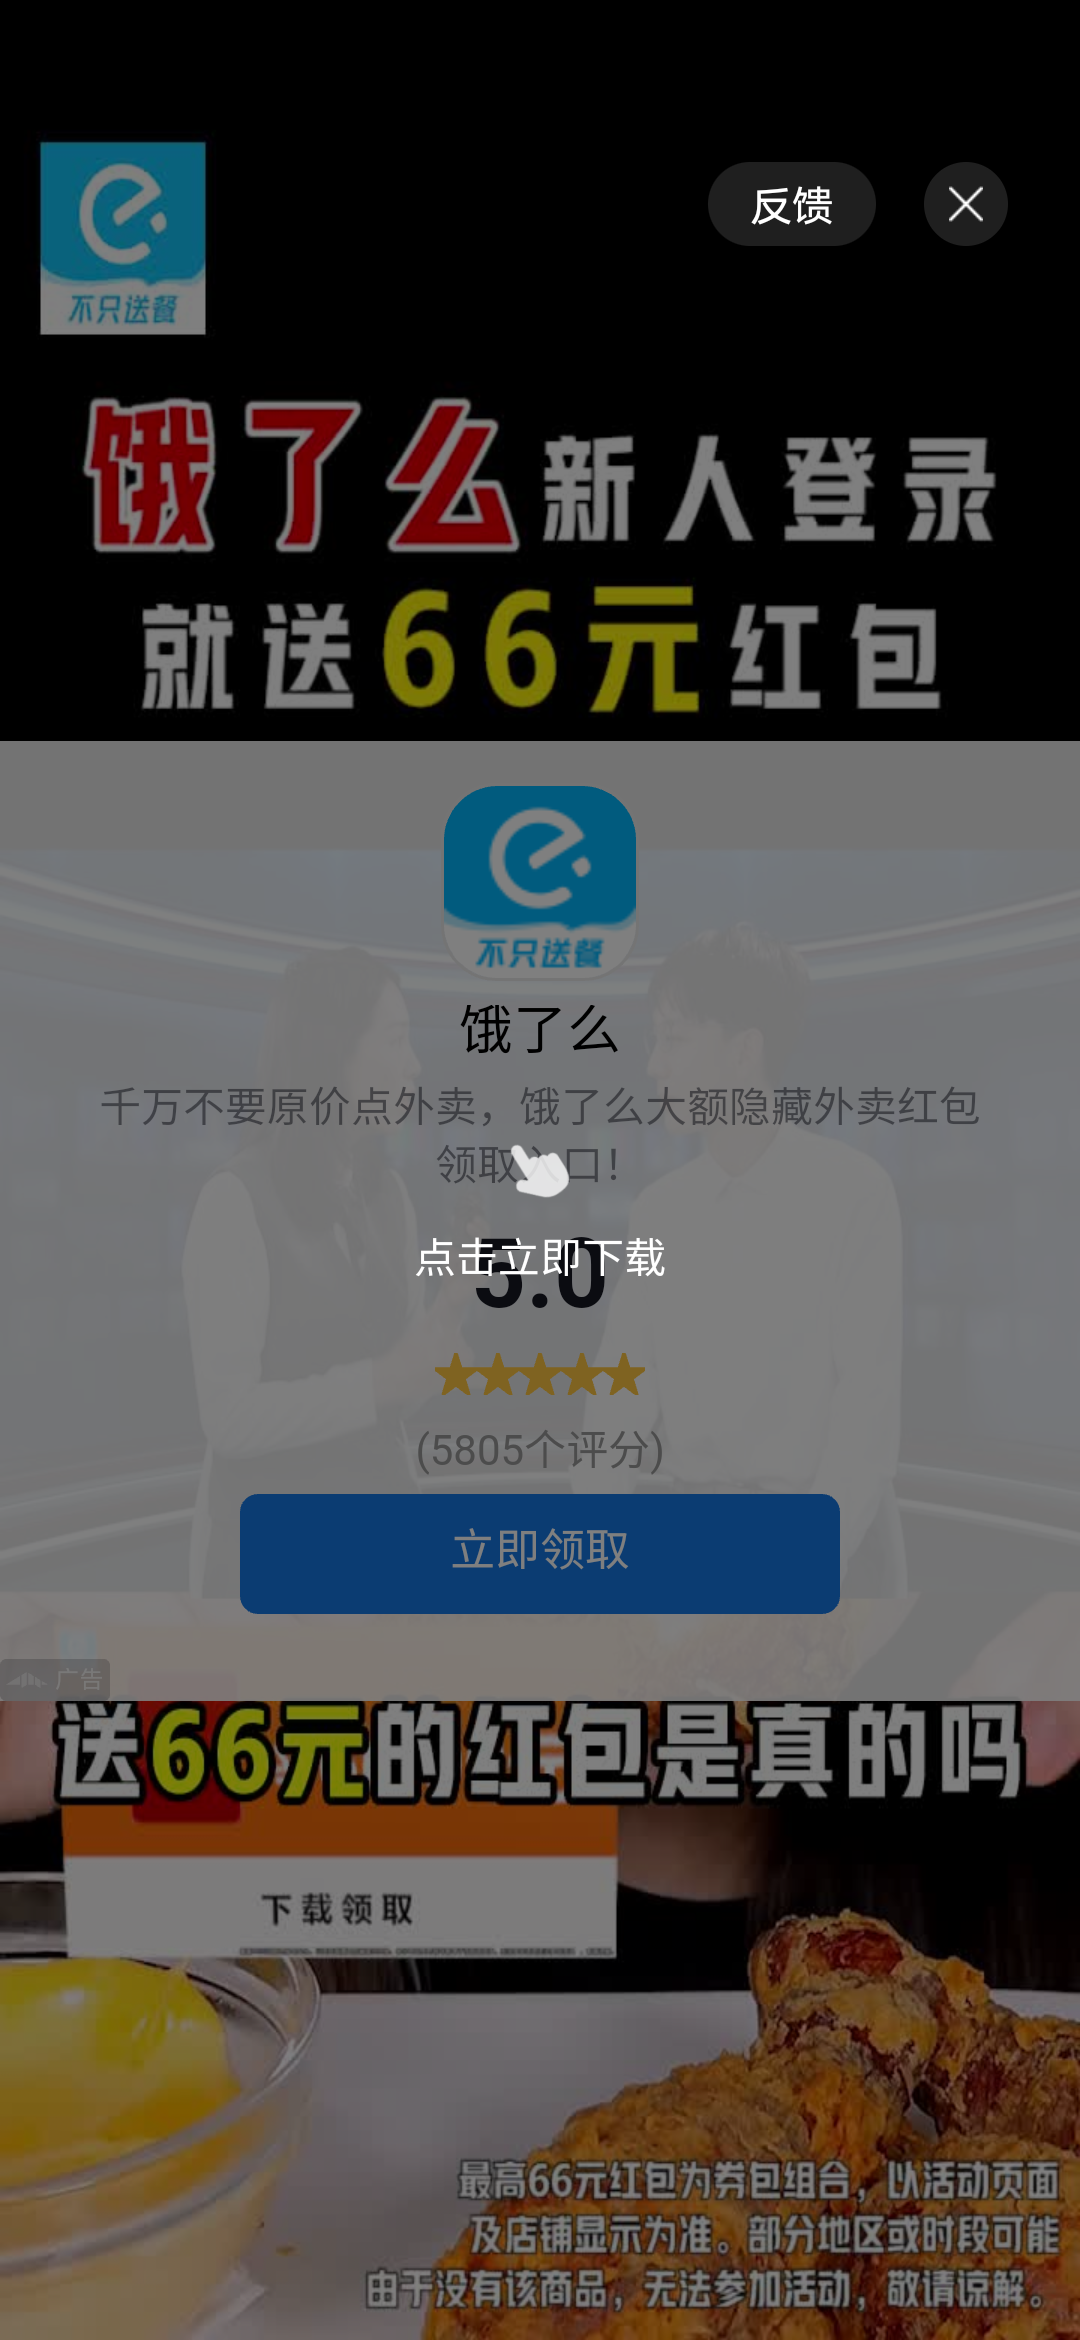 不只送餐
反馈
饿了么新人登录
就送66元红包
不只送餐
饿了么
千万不要原价点外卖，饿了么大额隐藏外卖红包
领取入口！
点击立即下载
5.0
(5805个评分)
立即领取
广告
送66元的红包是真的吗
下载领取
最高66元红包为券包组合，以活动页面
及店铺显示为准。部分地区或时段可能
由于没有该商品，无法参加活动，敬请谅解。